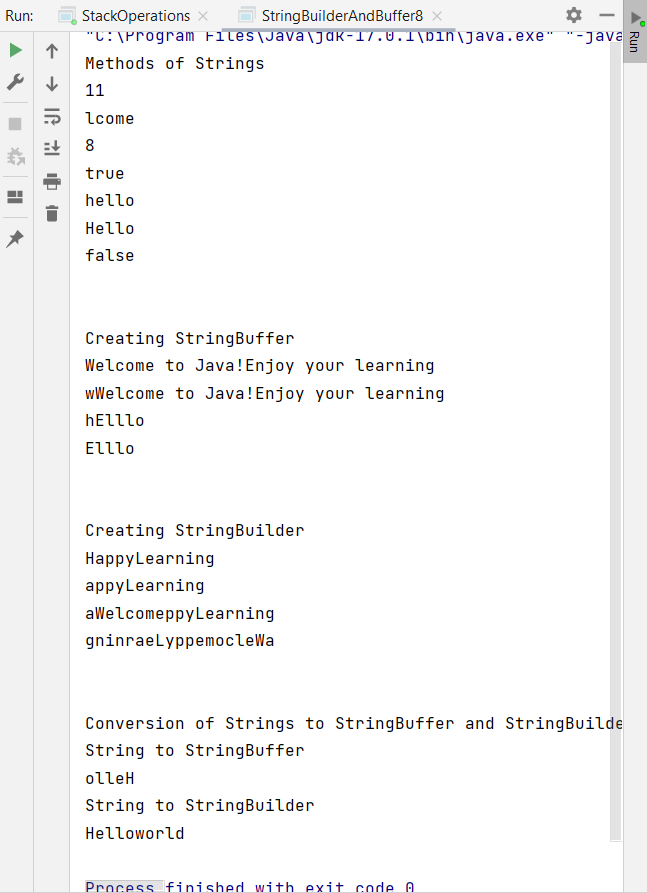 Run: StackOperations StringBuilderAndBuffer8
Run
"C:\Program Files\Java\jdk-17.0.1\bin\java.exe" "-java
Methods of Strings
11
lcome
8
true
hello
Hello
false
Creating StringBuffer
Welcome to Java!Enjoy your learning
wWelcome to Java!Enjoy your learning
hElllo
Elllo
Creating StringBuilder
HappyLearning
appyLearning
aWelcomeppyLearning
gninraeLyppemocleWa
Conversion of Strings to StringBuffer and StringBuilde
String to StringBuffer
olleH
String to StringBuilder
Helloworld
Process finished with exit code 0